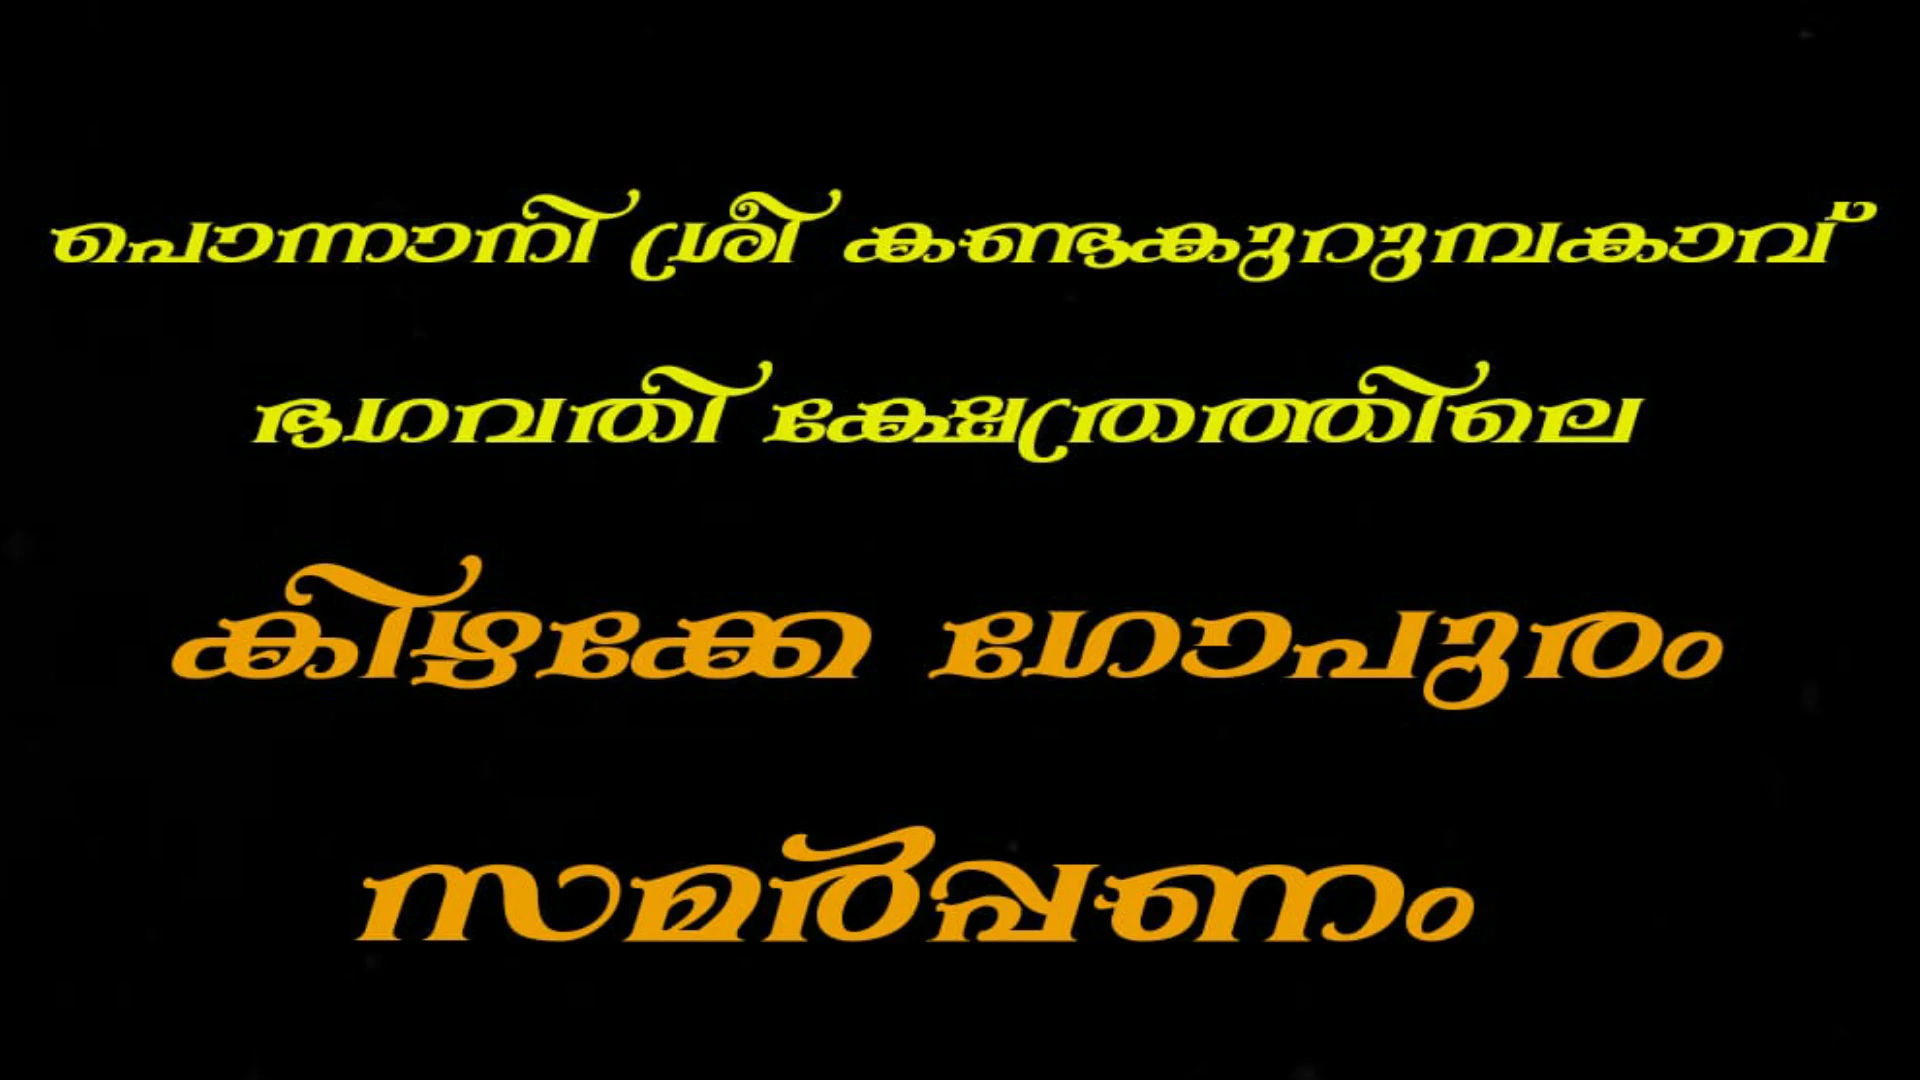 പൊന്നാനി ശ്രീ കണ്ടകുറുമ്പകാവ്
ഭഗവതി ക്ഷേത്രത്തിലെ
കിഴക്കേ ഗോപുരം
സമർപ്പണം